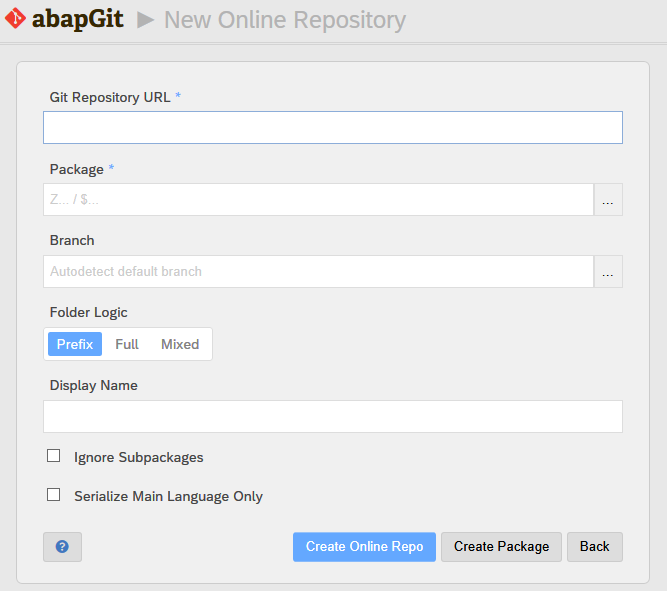 abapGit ▶ New Online Repository
Git Repository URL *
Package *
Z... / $...
...
Branch
Autodetect default branch
...
Folder Logic
Prefix Full Mixed
Display Name
Ignore Subpackages
Serialize Main Language Only
? Create Online Repo Create Package Back